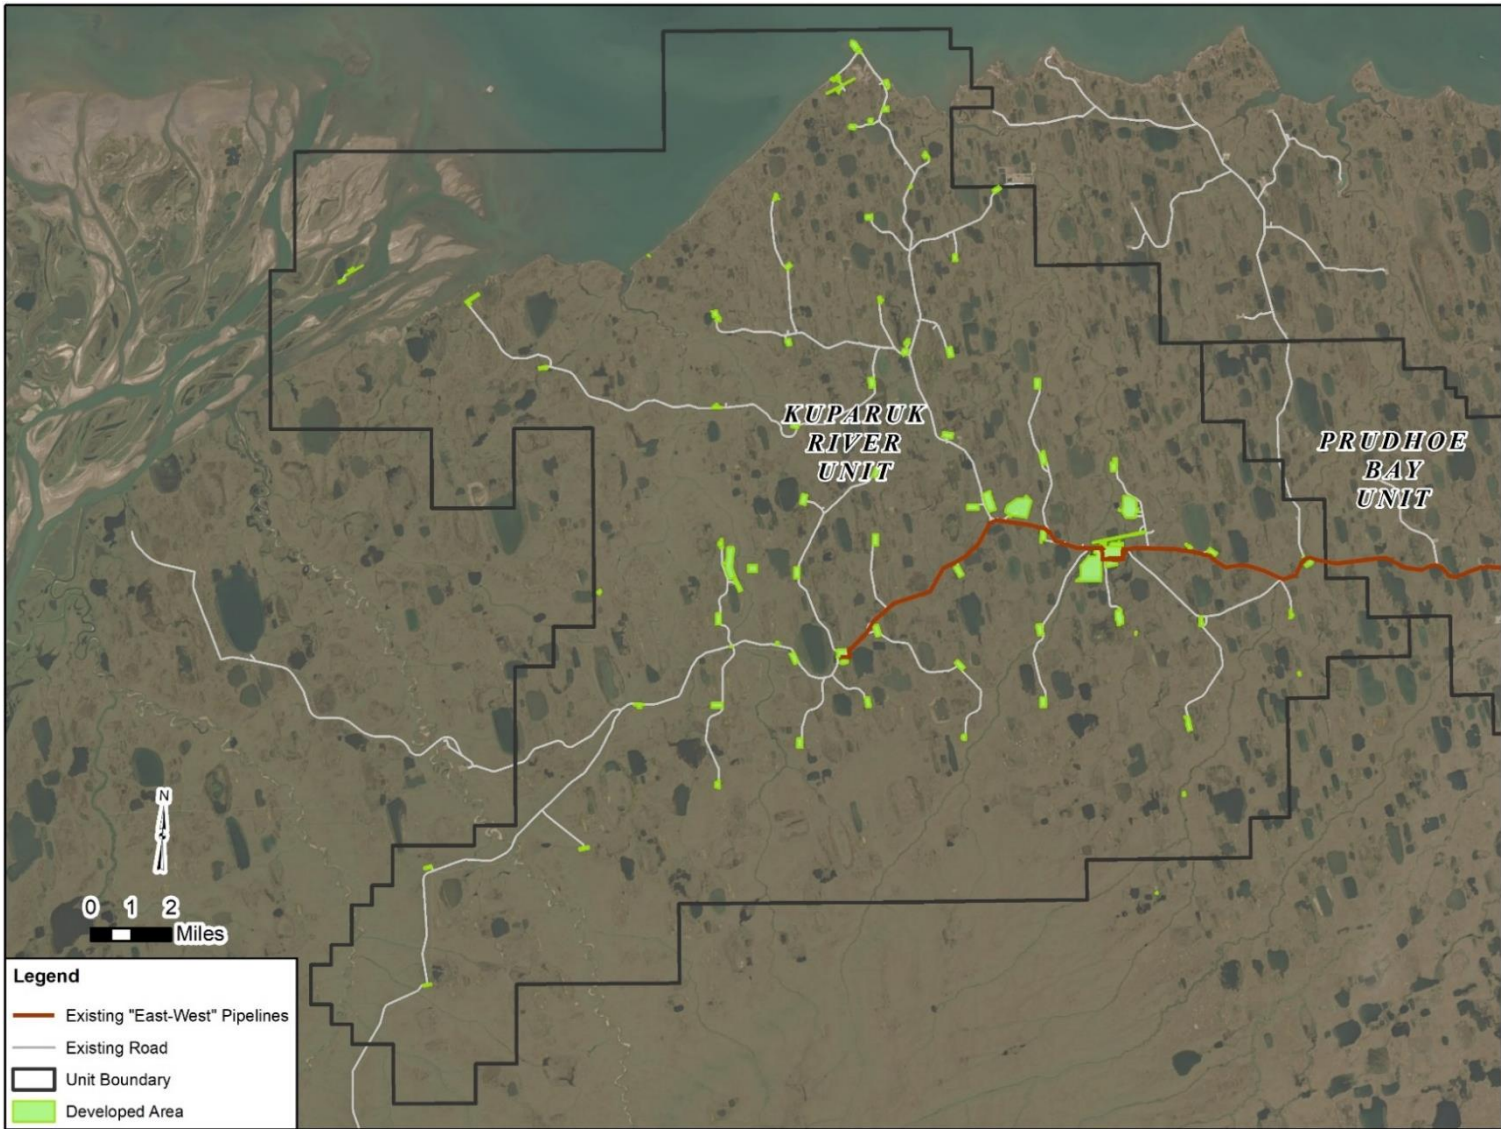 KUPARUK
RIVER
UNIT
PRUDHOE
BAY
UNIT
N
0 1 2
Miles
Legend
Existing "East-West" Pipelines
Existing Road
Unit Boundary
Developed Area